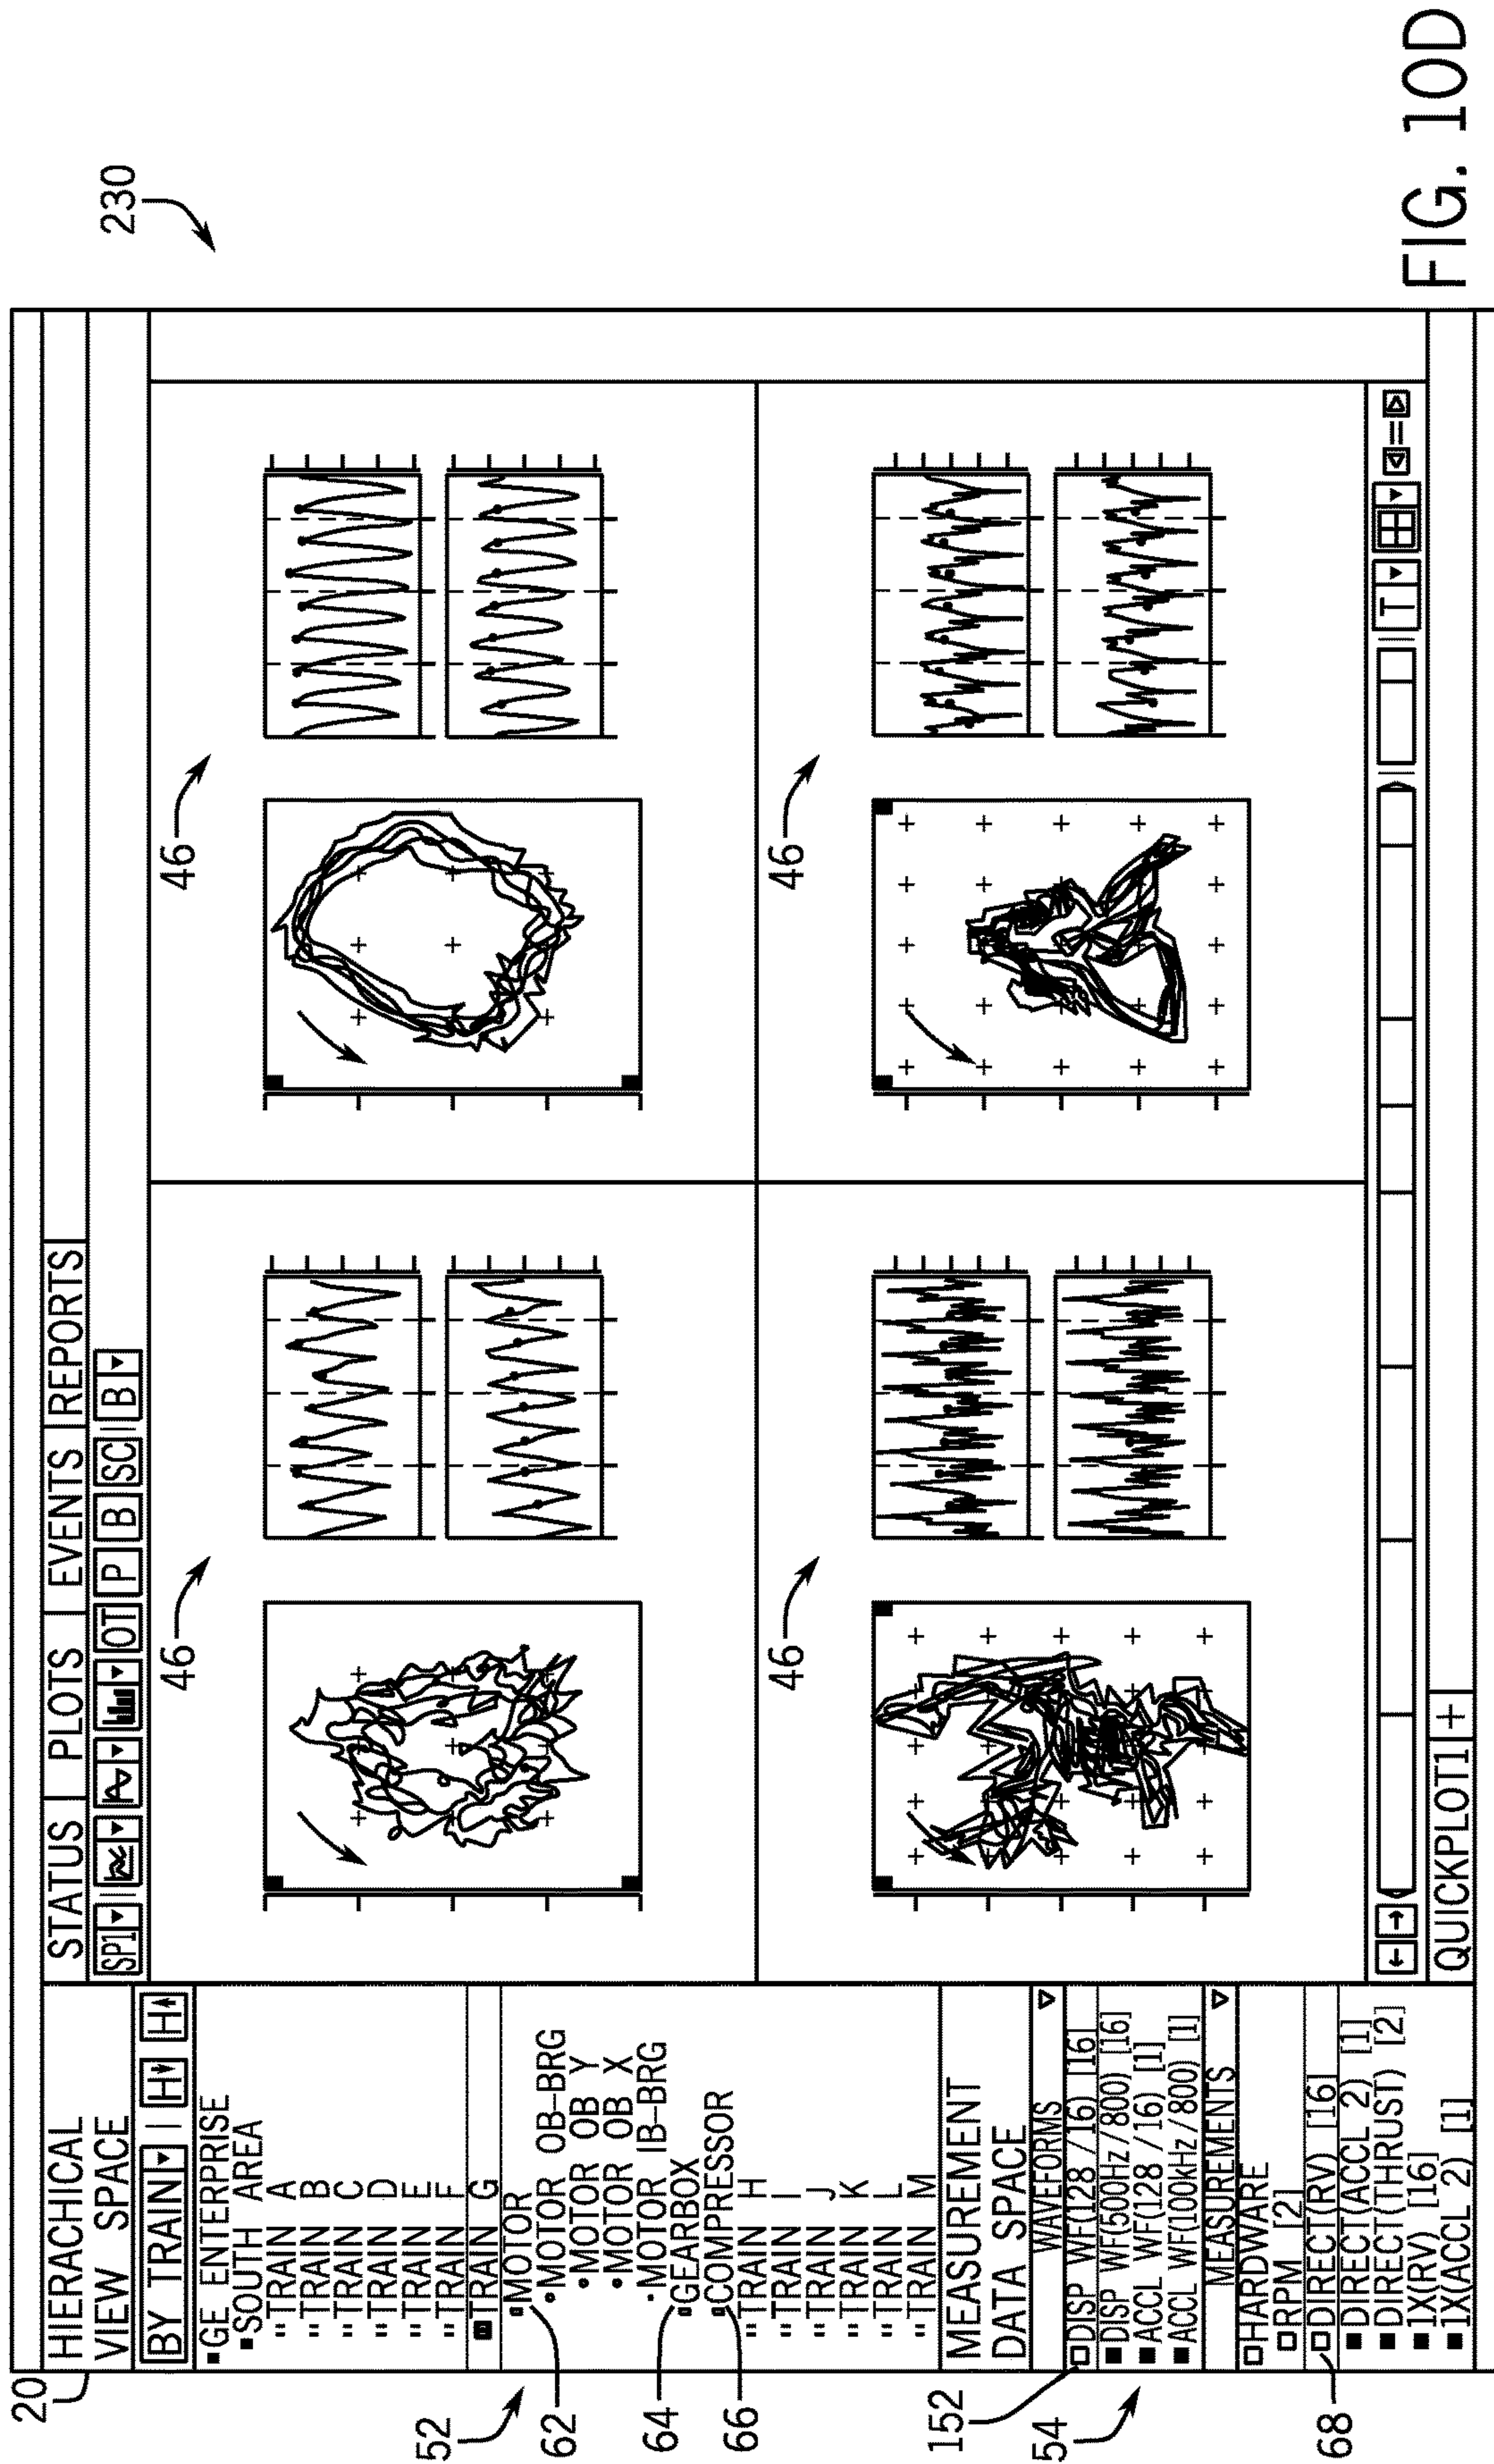 20
HIERACHICAL
VIEW SPACE
STATUS PLOTS EVENTS REPORTS
BY TRAIN H H
SP1 OT P B SC B
230
▪GE ENTERPRISE
▪SOUTH AREA
"TRAIN A
"TRAIN B
"TRAIN C
"TRAIN D
"TRAIN E
"TRAIN F
TRAIN G
MOTOR
•MOTOR OB-BRG
•MOTOR OB Y
•MOTOR OB X
•MOTOR IB-BRG
GEARBOX
COMPRESSOR
"TRAIN H
"TRAIN I
"TRAIN J
"TRAIN K
"TRAIN L
"TRAIN M
52
62
64
66
46
46
46
46
MEASUREMENT
DATA SPACE
WAVEFORMS
152
DISP WF(128 /16) [16]
DISP WF(500Hz/800) [16]
ACCL WF(128 /16) [1]
ACCL WF(100kHz/800) [1]
54
MEASUREMENTS
HARDWARE
RPM [2]
DIRECT(RV) [16]
DIRECT(ACCL 2) [1]
DIRECT(THRUST) [2]
1X(RV) [16]
1X(ACCL 2) [1]
68
T
QUICKPLOT1 +
FIG. 10D